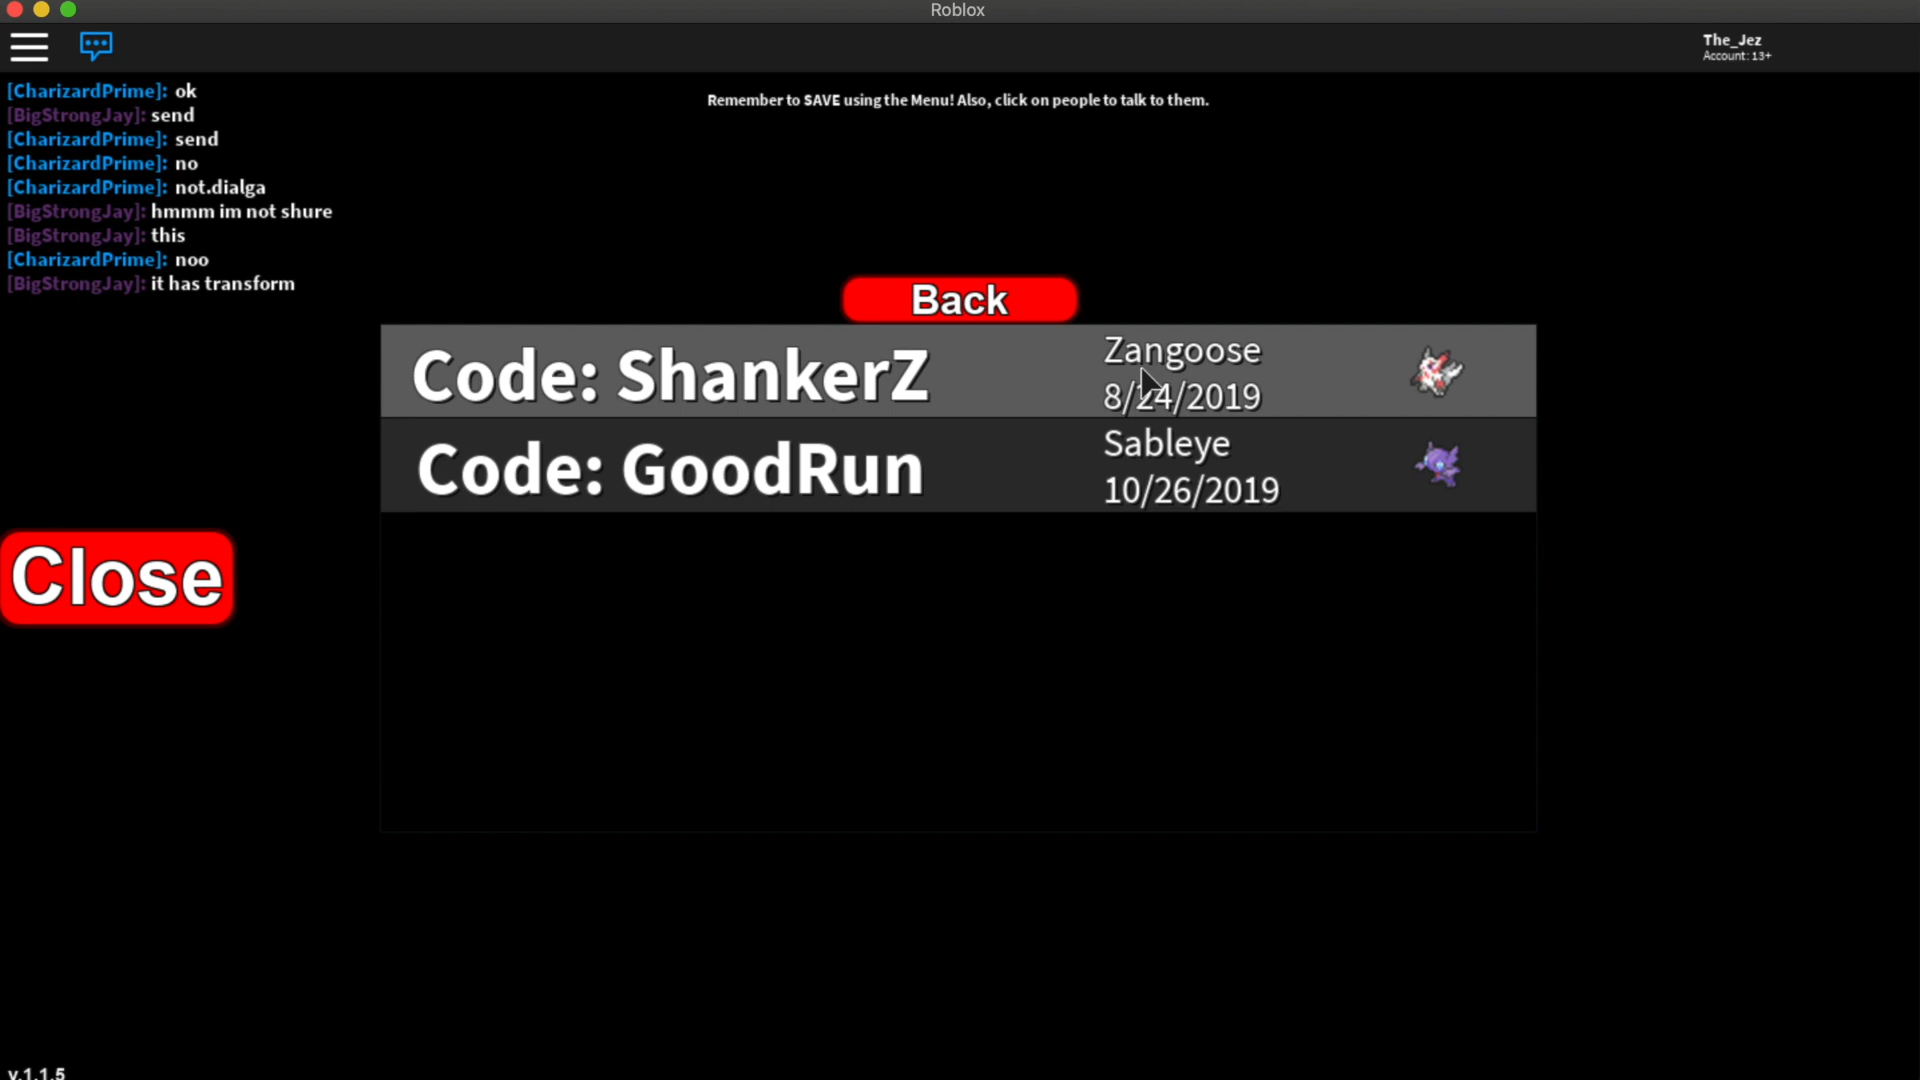 Roblox
The_Jez
Account: 13+
[CharizardPrime]: ok
[BigStrongJay]: send
[CharizardPrime]: send
[CharizardPrime]: no
[CharizardPrime]: not.dialga
[BigStrongJay]: hmmm im not shure
[BigStrongJay]: this
[CharizardPrime]: noo
[BigStrongJay]: it has transform
Remember to SAVE using the Menu! Also, click on people to talk to them.
Back
Code: ShankerZ
Zangoose
8/24/2019
Code: GoodRun
Sableye
10/26/2019
Close
v.1.1.5